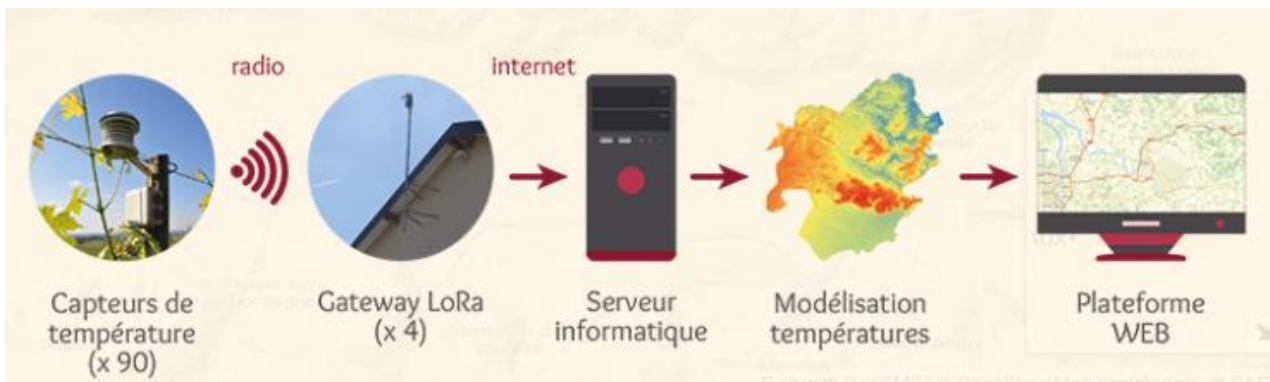 radio
internet
Capteurs de
température
(x 90)
Gateway LoRa
(x 4)
Serveur
informatique
Modélisation
températures
Plateforme
WEB